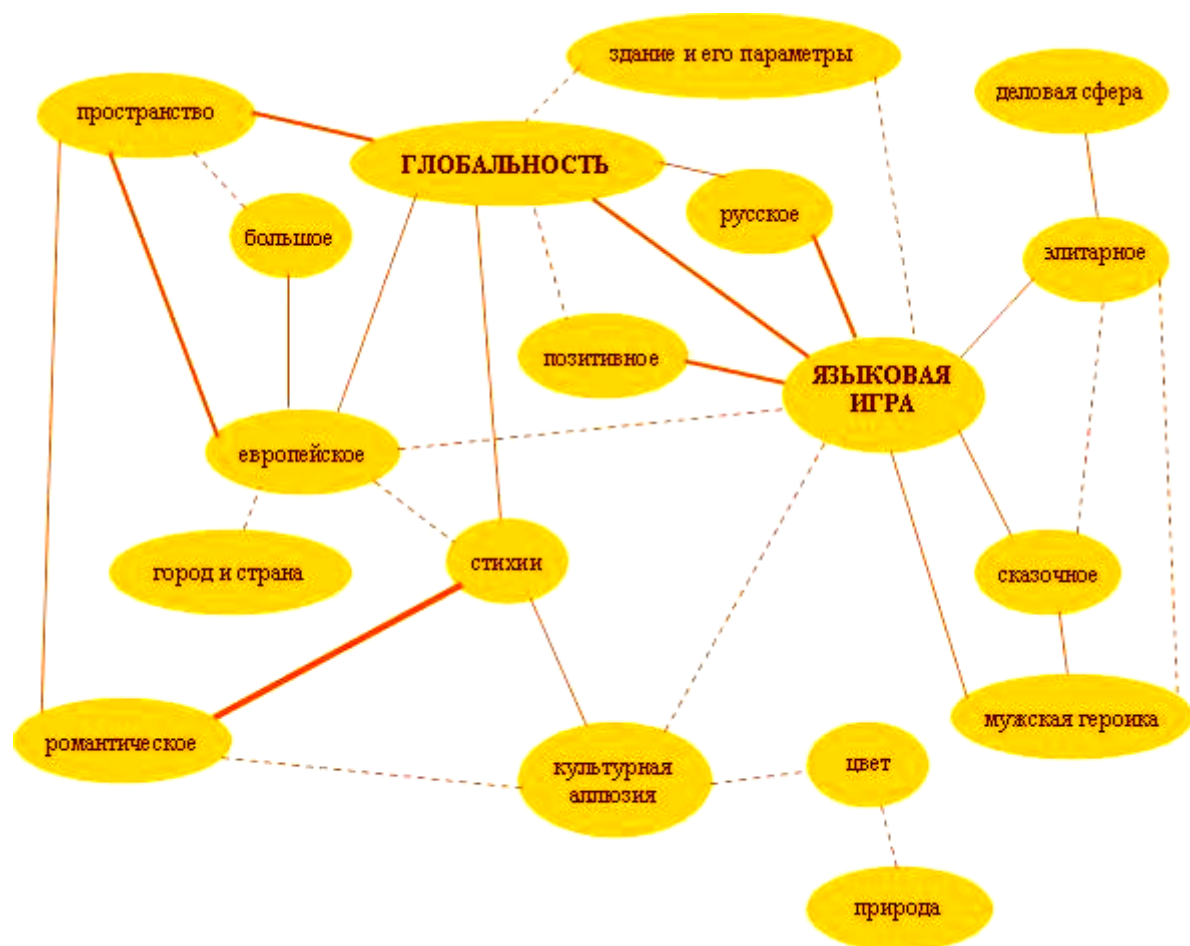 здание и его параметры
деловая сфера
пространство
ГЛОБАЛЬНОСТЬ
русское
большое
элитарное
позитивное
ЯЗЫКОВАЯ
ИГРА
европейское
город и страна
стихии
сказочное
мужская героика
романтическое
культурная
аллюзия
цвет
природа